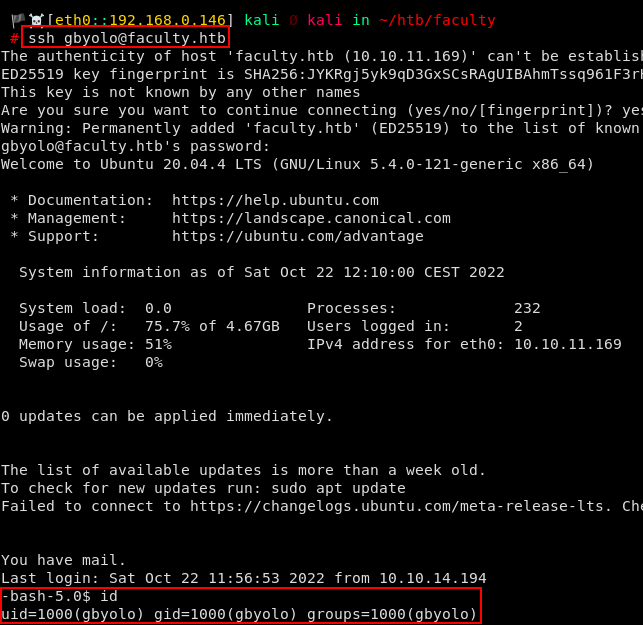 [eth0::192.168.0.146] kali 0 kali in ~/htb/faculty
# ssh gbyolo@faculty.htb
The authenticity of host 'faculty.htb (10.10.11.169)' can't be establish
ED25519 key fingerprint is SHA256:JYKRgj5yk9qD3GxSCsRAgUIBAhmTssq961F3rH
This key is not known by any other names
Are you sure you want to continue connecting (yes/no/[fingerprint])? yes
Warning: Permanently added 'faculty.htb' (ED25519) to the list of known
gbyolo@faculty.htb's password:
Welcome to Ubuntu 20.04.4 LTS (GNU/Linux 5.4.0-121-generic x86_64)
* Documentation:  https://help.ubuntu.com
* Management:     https://landscape.canonical.com
* Support:        https://ubuntu.com/advantage
System information as of Sat Oct 22 12:10:00 CEST 2022
System load:  0.0                Processes:             232
Usage of /:   75.7% of 4.67GB   Users logged in:       2
Memory usage: 51%                IPv4 address for eth0: 10.10.11.169
Swap usage:   0%
0 updates can be applied immediately.
The list of available updates is more than a week old.
To check for new updates run: sudo apt update
Failed to connect to https://changelogs.ubuntu.com/meta-release-lts. Che
You have mail.
Last login: Sat Oct 22 11:56:53 2022 from 10.10.14.194
-bash-5.0$ id
uid=1000(gbyolo) gid=1000(gbyolo) groups=1000(gbyolo)